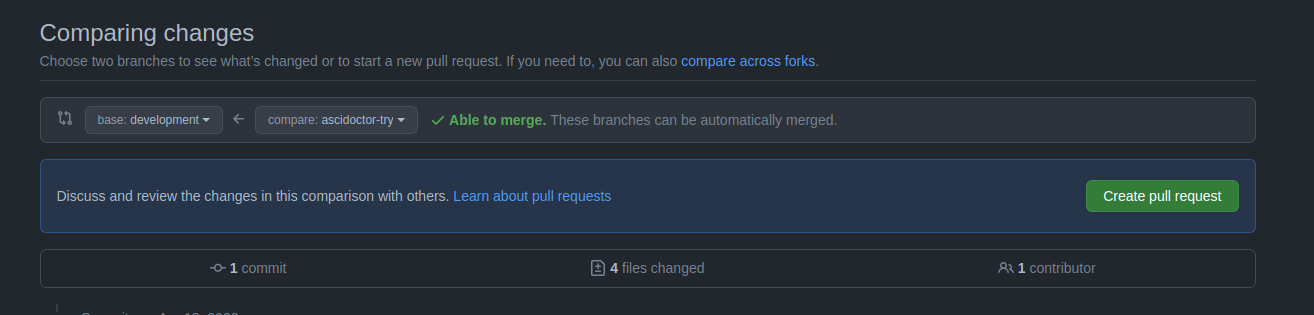 Comparing changes
Choose two branches to see what's changed or to start a new pull request. If you need to, you can also compare across forks.
base: development compare: ascidoctor-try Able to merge. These branches can be automatically merged.
Discuss and review the changes in this comparison with others. Learn about pull requests Create pull request
1 commit 4 files changed 1 contributor